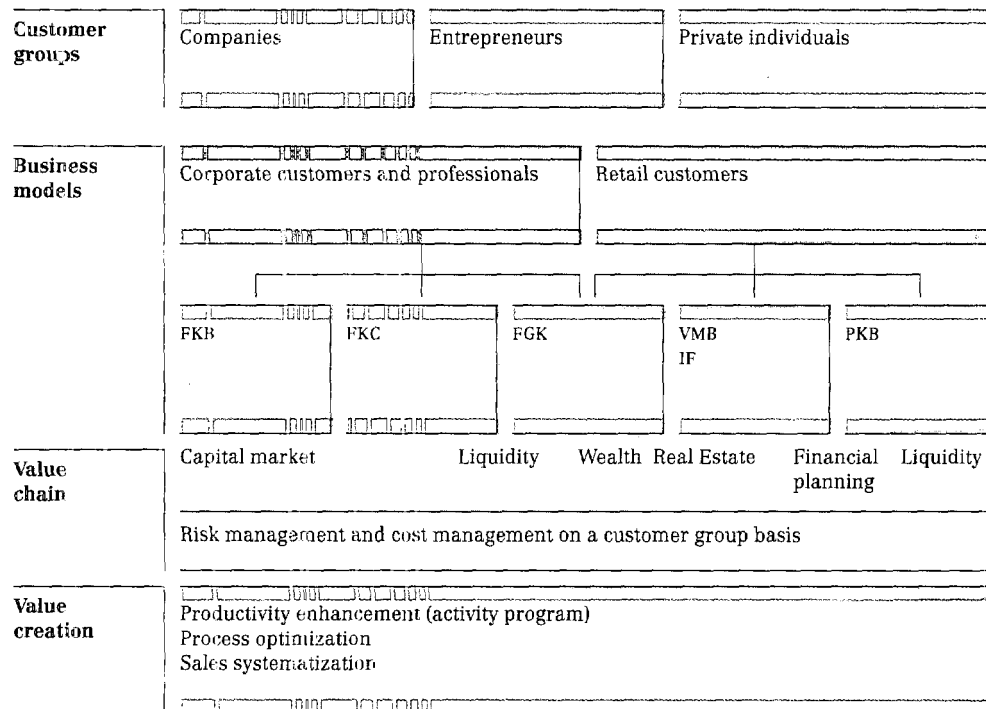 Customer
groups
Companies
Entrepreneurs
Private individuals
Business
models
Corporate customers and professionals
Retail customers
FKB
FKC
FGK
VMB
IF
PKB
Value
chain
Capital market
Liquidity
Wealth
Real Estate
Financial
planning
Liquidity
Risk management and cost management on a customer group basis
Value
creation
Productivity enhancement (activity program)
Process optimization
Sales systematization